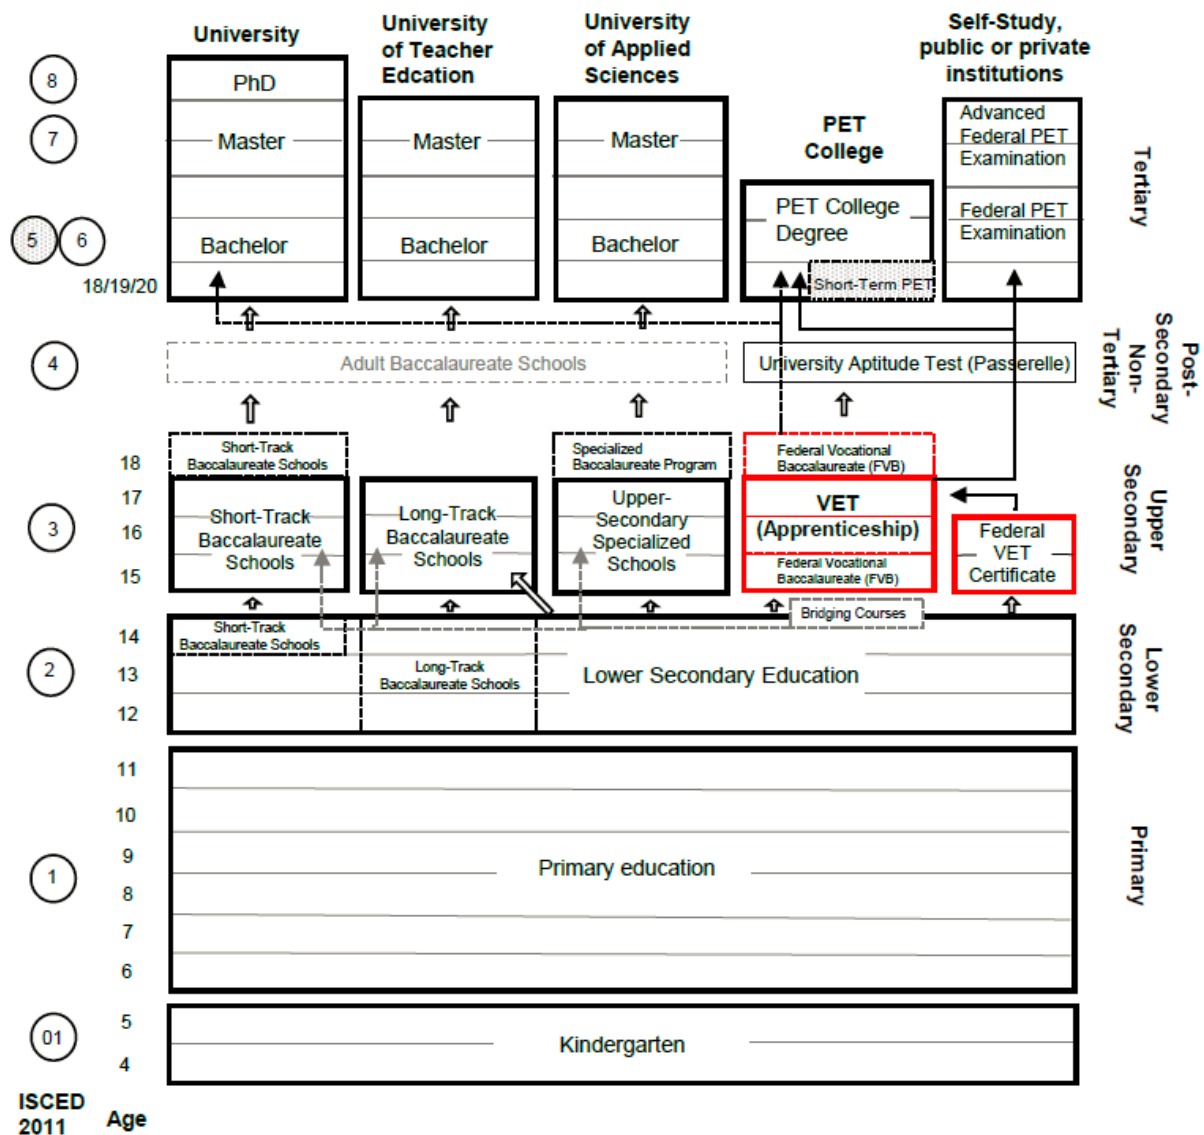 University
University
of Teacher
Edcation
University
of Applied
Sciences
Self-Study,
public or private
institutions
8
PhD
7
Master
Master
Master
PET
College
Advanced
Federal PET
Examination
Tertiary
5
6
Bachelor
Bachelor
Bachelor
PET College
Degree
Federal PET
Examination
18/19/20
Short-Term PET
4
Adult Baccalaureate Schools
University Aptitude Test (Passerelle)
Post-
Secondary
Non-
Tertiary
18
Short-Track
Baccalaureate Schools
Specialized
Baccalaureate Program
Federal Vocational
Baccalaureate (FVB)
3
17
16
15
Short-Track
Baccalaureate
Schools
Long-Track
Baccalaureate
Schools
Upper-
Secondary
Specialized
Schools
VET
(Apprenticeship)
Federal Vocational
Baccalaureate (FVB)
Federal
VET
Certificate
Upper
Secondary
Bridging Courses
2
14
13
12
Short-Track
Baccalaureate Schools
Long-Track
Baccalaureate Schools
Lower Secondary Education
Lower
Secondary
1
11
10
9
8
7
6
Primary education
Primary
01
5
4
Kindergarten
ISCED
2011
Age